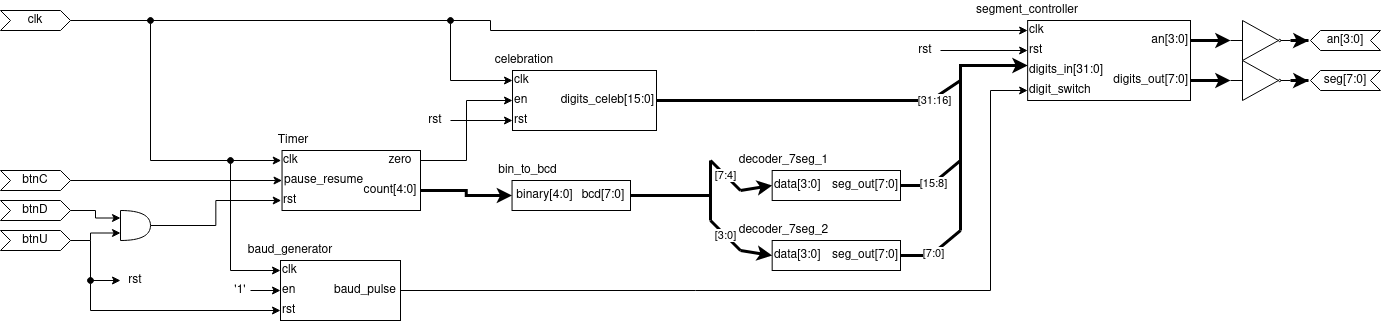 segment_controller
clk
clk
an[3:0]
an[3:0]
rst
rst
celebration
digits_in[31:0]
clk
digits_out[7:0]
seg[7:0]
en
digits_celeb[15:0]
[31:16]
digit_switch
rst
rst
Timer
clk
zero
bin_to_bcd
decoder_7seg_1
btnC
pause_resume
count[4:0]
[7:4]
data[3:0]
seg_out[7:0]
[15:8]
rst
binary[4:0]
bcd[7:0]
btnD
btnU
[3:0]
decoder_7seg_2
baud_generator
data[3:0]
seg_out[7:0]
[7:0]
clk
rst
'1'
en
baud_pulse
rst